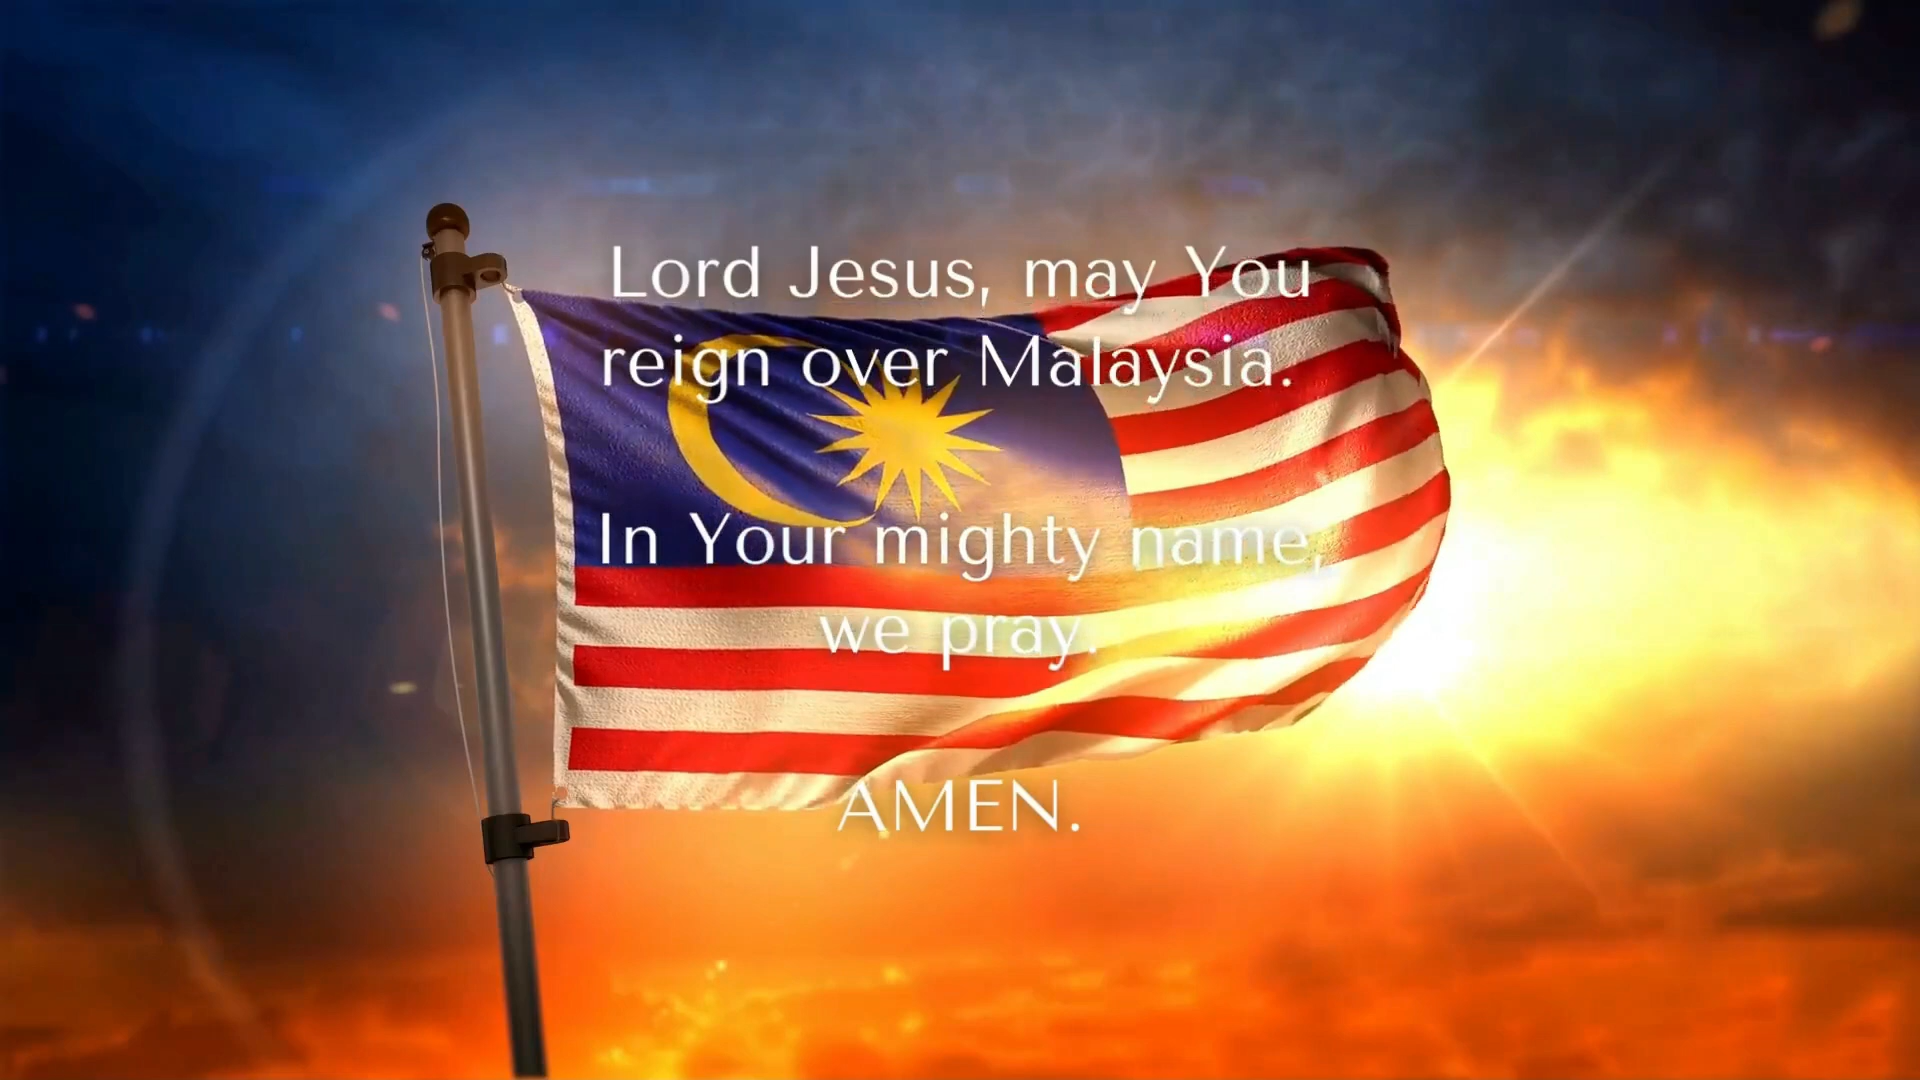 Lord Jesus, may You
reign over Malaysia.
In Your mighty name,
we pray.
AMEN.